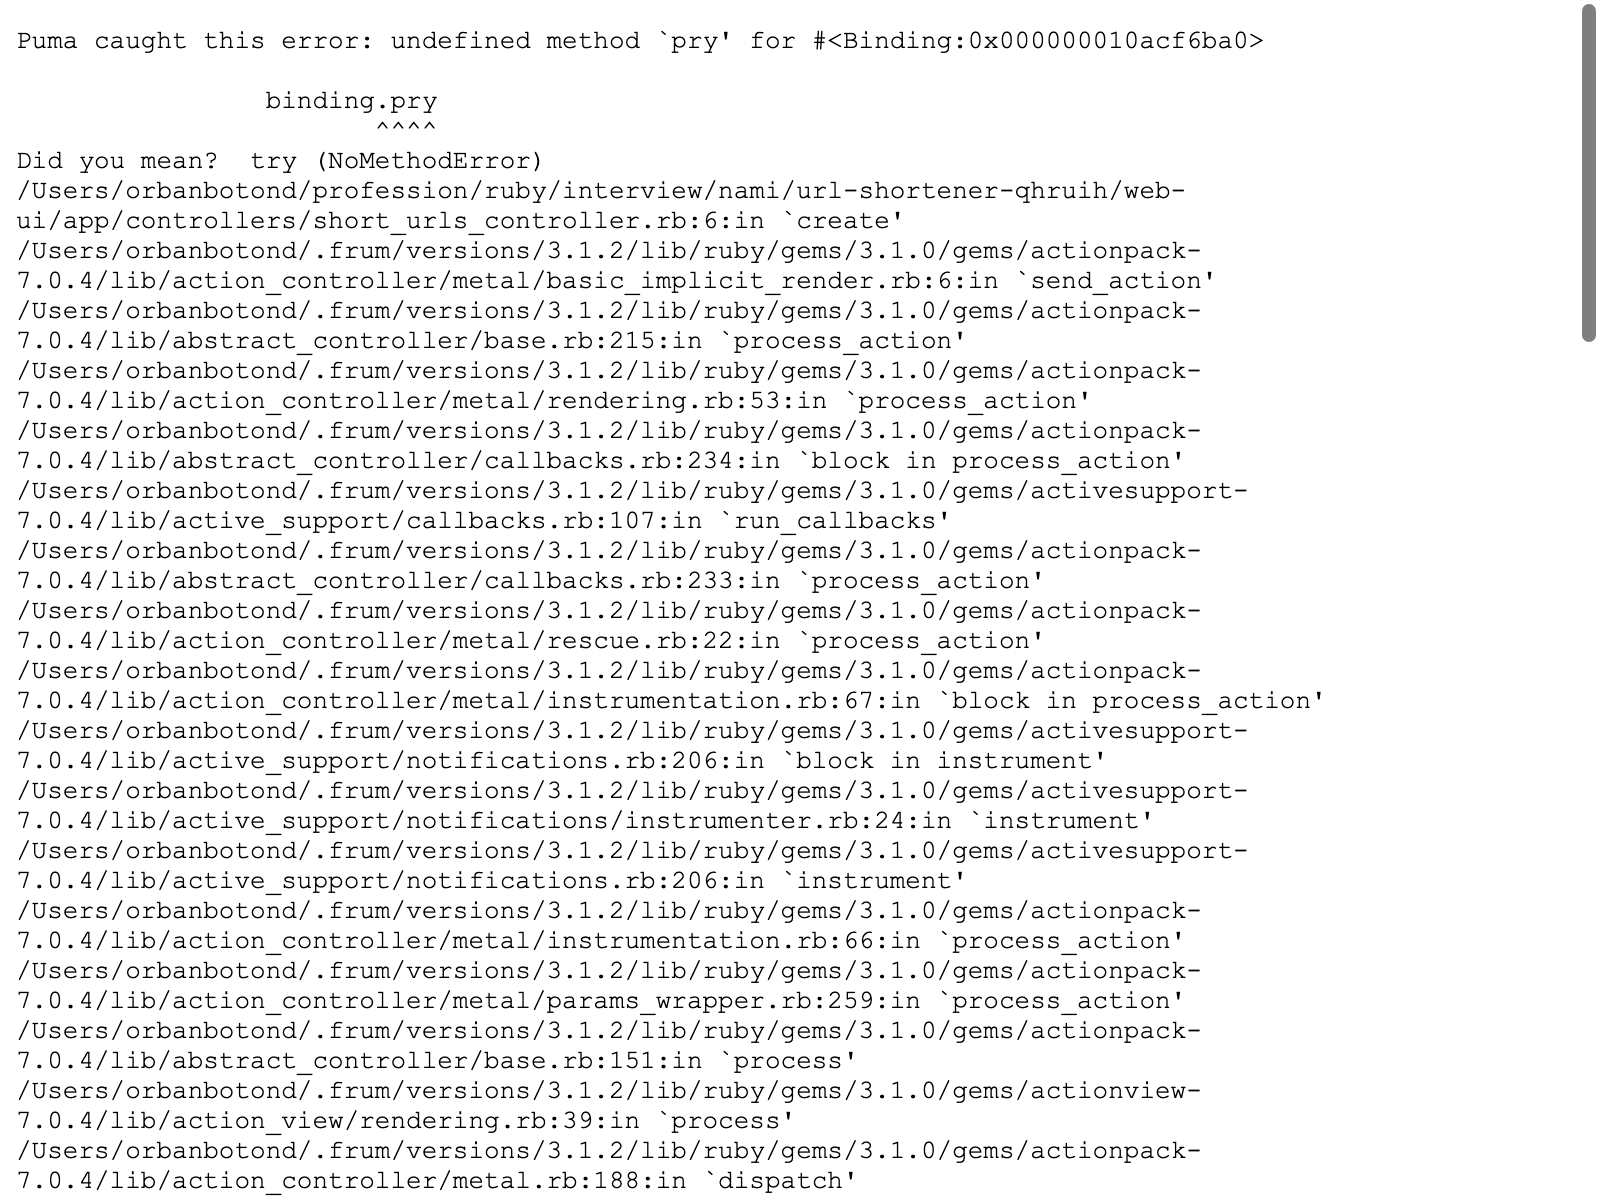 Puma caught this error: undefined method `pry' for #<Binding:0x000000010acf6ba0>
binding.pry
^^^^
Did you mean?  try (NoMethodError)
/Users/orbanbotond/profession/ruby/interview/nami/url-shortener-qhruih/web-
ui/app/controllers/short_urls_controller.rb:6:in `create'
/Users/orbanbotond/.frum/versions/3.1.2/lib/ruby/gems/3.1.0/gems/actionpack-
7.0.4/lib/action_controller/metal/basic_implicit_render.rb:6:in `send_action'
/Users/orbanbotond/.frum/versions/3.1.2/lib/ruby/gems/3.1.0/gems/actionpack-
7.0.4/lib/abstract_controller/base.rb:215:in `process_action'
/Users/orbanbotond/.frum/versions/3.1.2/lib/ruby/gems/3.1.0/gems/actionpack-
7.0.4/lib/action_controller/metal/rendering.rb:53:in `process_action'
/Users/orbanbotond/.frum/versions/3.1.2/lib/ruby/gems/3.1.0/gems/actionpack-
7.0.4/lib/abstract_controller/callbacks.rb:234:in `block in process_action'
/Users/orbanbotond/.frum/versions/3.1.2/lib/ruby/gems/3.1.0/gems/activesupport-
7.0.4/lib/active_support/callbacks.rb:107:in `run_callbacks'
/Users/orbanbotond/.frum/versions/3.1.2/lib/ruby/gems/3.1.0/gems/actionpack-
7.0.4/lib/abstract_controller/callbacks.rb:233:in `process_action'
/Users/orbanbotond/.frum/versions/3.1.2/lib/ruby/gems/3.1.0/gems/actionpack-
7.0.4/lib/action_controller/metal/rescue.rb:22:in `process_action'
/Users/orbanbotond/.frum/versions/3.1.2/lib/ruby/gems/3.1.0/gems/actionpack-
7.0.4/lib/action_controller/metal/instrumentation.rb:67:in `block in process_action'
/Users/orbanbotond/.frum/versions/3.1.2/lib/ruby/gems/3.1.0/gems/activesupport-
7.0.4/lib/active_support/notifications.rb:206:in `block in instrument'
/Users/orbanbotond/.frum/versions/3.1.2/lib/ruby/gems/3.1.0/gems/activesupport-
7.0.4/lib/active_support/notifications/instrumenter.rb:24:in `instrument'
/Users/orbanbotond/.frum/versions/3.1.2/lib/ruby/gems/3.1.0/gems/activesupport-
7.0.4/lib/active_support/notifications.rb:206:in `instrument'
/Users/orbanbotond/.frum/versions/3.1.2/lib/ruby/gems/3.1.0/gems/actionpack-
7.0.4/lib/action_controller/metal/instrumentation.rb:66:in `process_action'
/Users/orbanbotond/.frum/versions/3.1.2/lib/ruby/gems/3.1.0/gems/actionpack-
7.0.4/lib/action_controller/metal/params_wrapper.rb:259:in `process_action'
/Users/orbanbotond/.frum/versions/3.1.2/lib/ruby/gems/3.1.0/gems/actionpack-
7.0.4/lib/abstract_controller/base.rb:151:in `process'
/Users/orbanbotond/.frum/versions/3.1.2/lib/ruby/gems/3.1.0/gems/actionview-
7.0.4/lib/action_view/rendering.rb:39:in `process'
/Users/orbanbotond/.frum/versions/3.1.2/lib/ruby/gems/3.1.0/gems/actionpack-
7.0.4/lib/action_controller/metal.rb:188:in `dispatch'